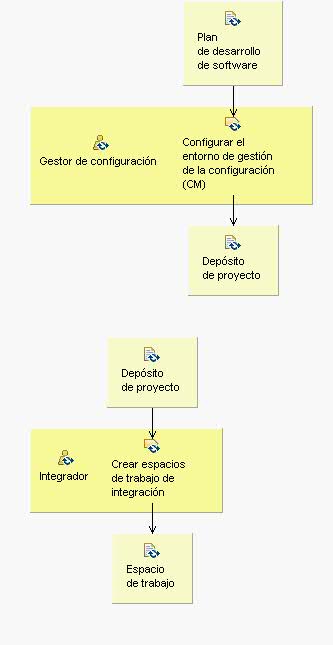 Plan
de desarrollo
de software
Gestor de configuración
Configurar el
entorno de gestión
de la configuración
(CM)
Depósito
de proyecto
Depósito
de proyecto
Integrador
Crear espacios
de trabajo de
integración
Espacio
de trabajo